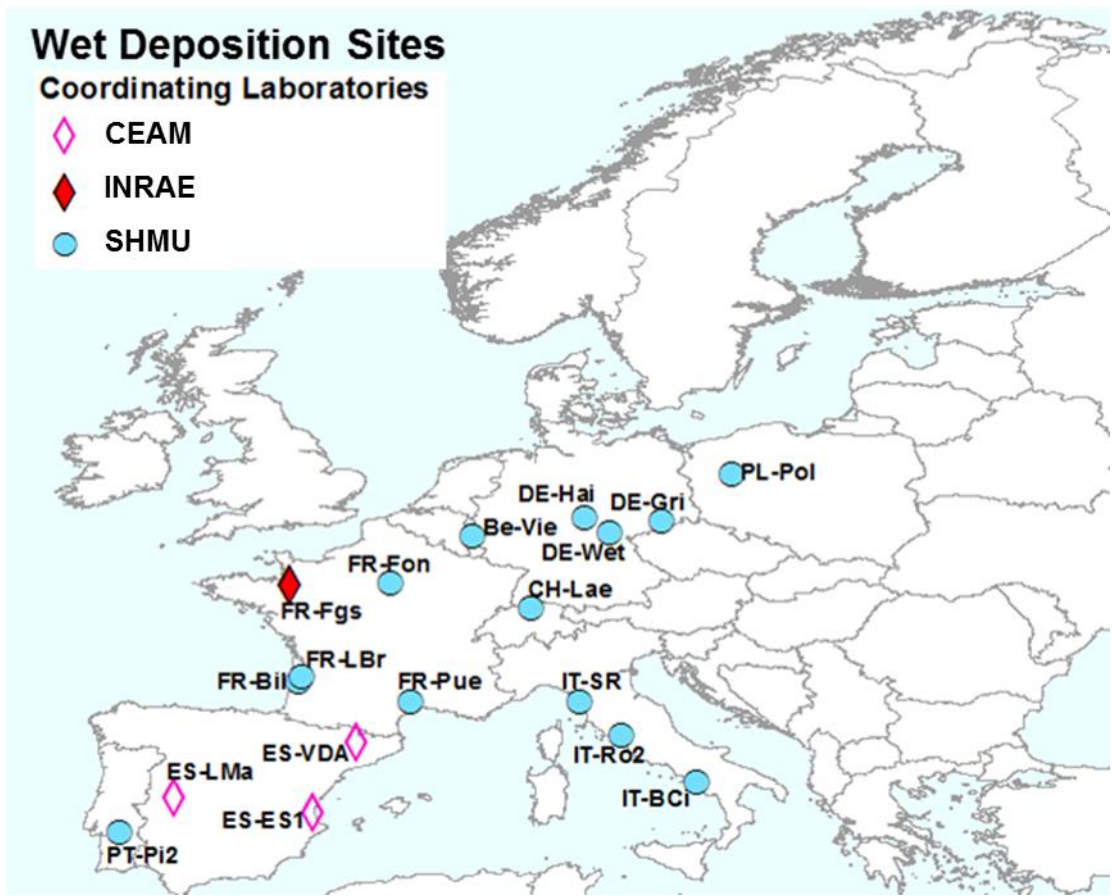 Wet Deposition Sites
Coordinating Laboratories
CEAM
INRAE
SHMU
PL-Pol
DE-Hai
DE-Gri
Be-Vie
DE-Wet
FR-Fon
CH-Lae
FR-Fgs
FR-LBr
FR-Bil
FR-Pue
IT-SR
ES-VDA
IT-Ro2
ES-LMa
IT-BCi
ES-ES1
PT-Pi2